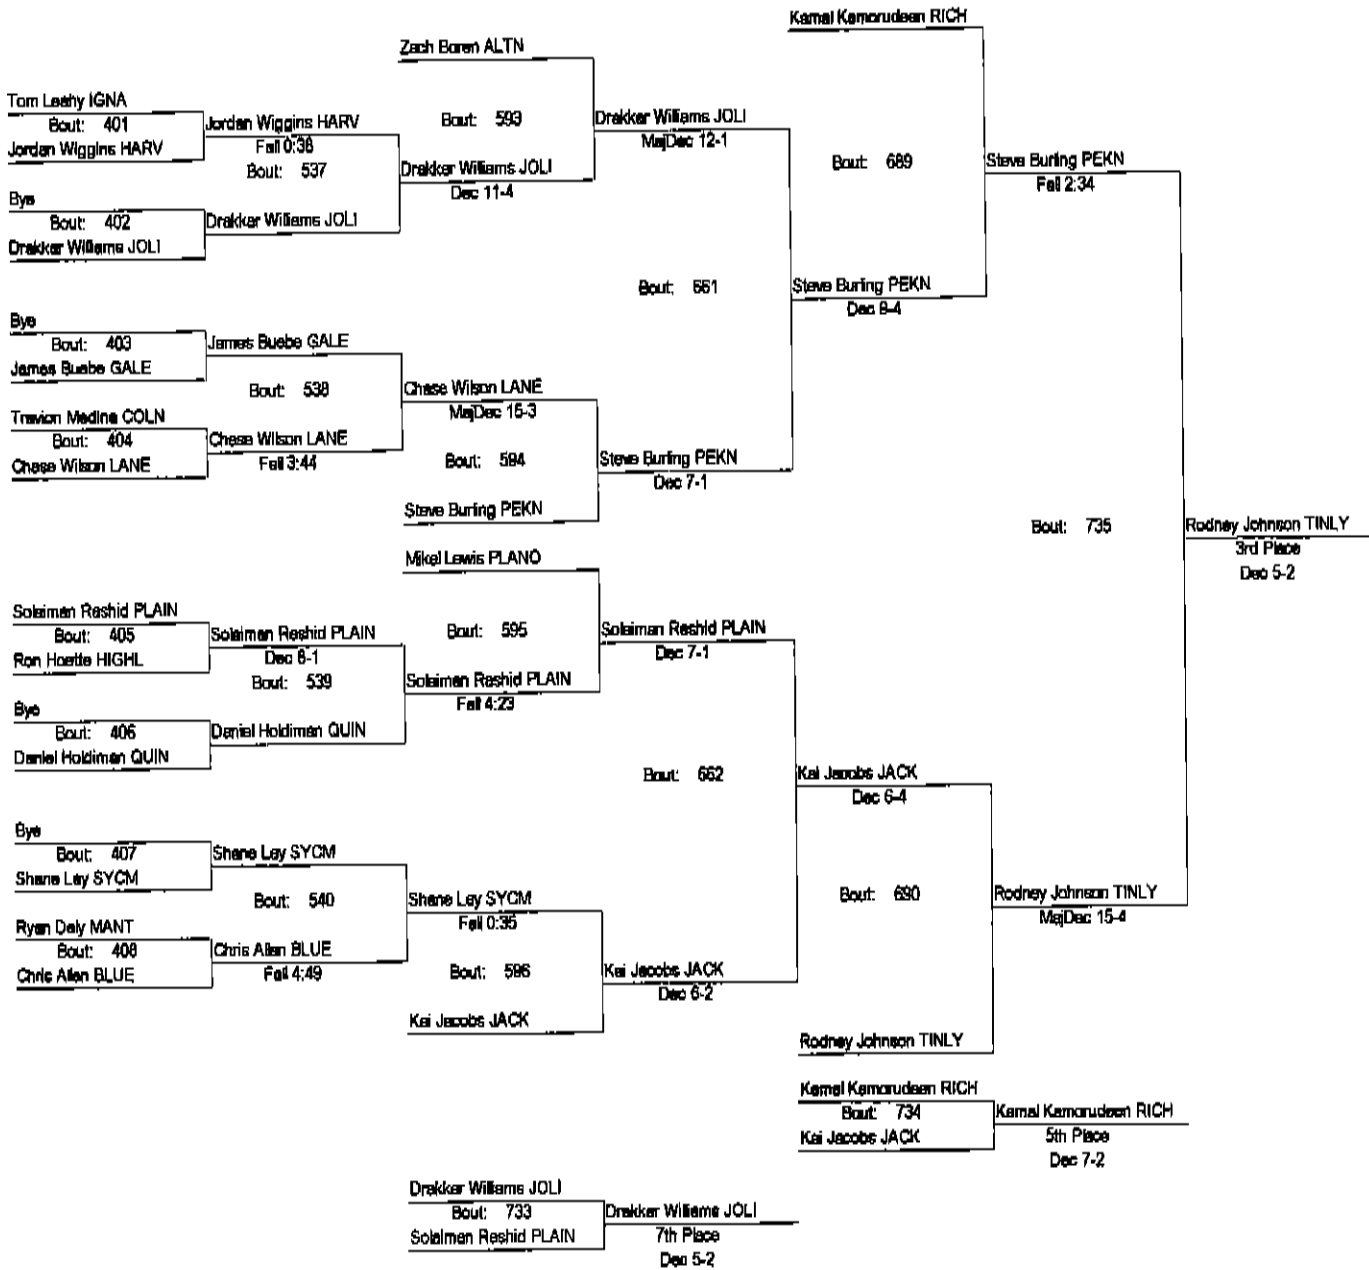 Kamal Kamorudeen RICH
Zach Boren ALTN
Tom Leahy IGNA
Bout: 401
Jordan Wiggins HARV
Jordan Wiggins HARV
Fall 0:38
Bout: 537
Bye
Bout: 402
Drakkar Williams JOLI
Drakkar Williams JOLI
Drakkar Williams JOLI
Dec 11-4
Bout: 593
Drakkar Williams JOLI
MajDec 12-1
Bout: 689
Steve Burling PEKN
Fall 2:34
Bout: 661
Steve Burling PEKN
Dec 8-4
Bye
Bout: 403
James Buebe GALE
James Buebe GALE
Bout: 538
Travion Medina COLN
Bout: 404
Chase Wilson LANE
Chase Wilson LANE
Fall 3:44
Chase Wilson LANE
MajDec 15-3
Bout: 594
Steve Burling PEKN
Steve Burling PEKN
Dec 7-1
Bout: 735
Rodney Johnson TINLY
3rd Place
Dec 5-2
Mikel Lewis PLANO
Solaiman Rashid PLAIN
Bout: 405
Ron Hoette HIGHL
Solaiman Rashid PLAIN
Dec 8-1
Bout: 539
Bye
Bout: 406
Daniel Holdiman QUIN
Daniel Holdiman QUIN
Solaiman Rashid PLAIN
Fall 4:23
Bout: 595
Solaiman Rashid PLAIN
Dec 7-1
Bout: 662
Kai Jacobs JACK
Dec 6-4
Bye
Bout: 407
Shane Lay SYCM
Shane Lay SYCM
Bout: 540
Ryan Daly MANT
Bout: 408
Chris Allen BLUE
Chris Allen BLUE
Fall 4:49
Shane Lay SYCM
Fall 0:35
Bout: 596
Kai Jacobs JACK
Kai Jacobs JACK
Dec 6-2
Bout: 690
Rodney Johnson TINLY
MajDec 15-4
Rodney Johnson TINLY
Kamal Kamorudeen RICH
Bout: 734
Kai Jacobs JACK
Kamal Kamorudeen RICH
5th Place
Dec 7-2
Drakkar Williams JOLI
Bout: 733
Solaiman Rashid PLAIN
Drakkar Williams JOLI
7th Place
Dec 5-2